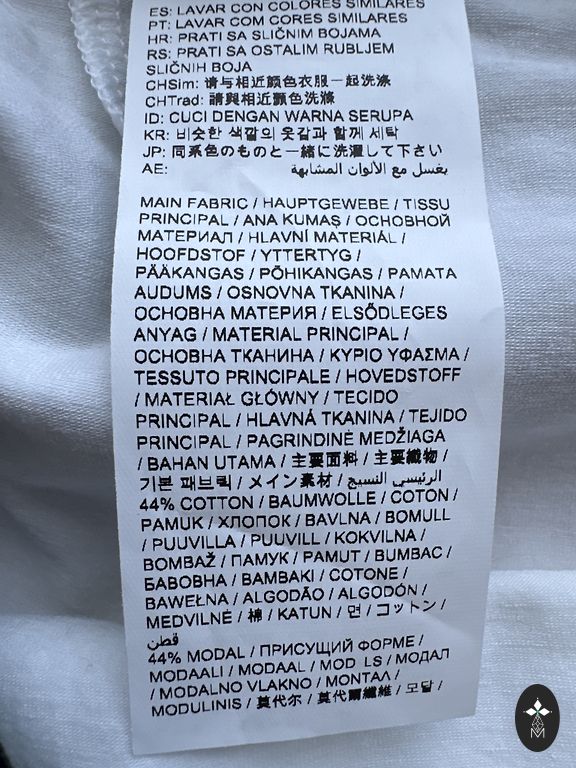 ES: LAVAR CON COLORES SIMILARES
PT: LAVAR COM CORES SIMILARES
HR: PRATI SA SLIČNIM BOJAMA
RS: PRATI SA OSTALIM RUBLJEM
SLIČNIH BOJA
CHSim: 请与相近颜色衣服一起洗涤
CHTrad: 請與相近顏色洗滌
ID: CUCI DENGAN WARNA SERUPA
KR: 비슷한 색깔의 옷감과 함께 세탁
JP: 同系色のものと一緒に洗濯して下さい
AE: يغسل مع الألوان المشابهة
MAIN FABRIC / HAUPTGEWEBE / TISSU
PRINCIPAL / ANA KUMAŞ / ОСНОВНОЙ
МАТЕРИАЛ / HLAVNÍ MATERIÁL /
HOOFDSTOF / YTTERTYG /
PÄÄKANGAS / PÕHIKANGAS / PAMATA
AUDUMS / OSNOVNA TKANINA /
ОСНОВНА МАТЕРИЯ / ELSŐDLEGES
ANYAG / MATERIAL PRINCIPAL /
ОСНОВНА ТКАНИНА / ΚΥΡΙΟ ΥΦΑΣΜΑ /
TESSUTO PRINCIPALE / HOVEDSTOFF
/ MATERIAŁ GŁÓWNY / TECIDO
PRINCIPAL / HLAVNÁ TKANINA / TEJIDO
PRINCIPAL / PAGRINDINĖ MEDŽIAGA
/ BAHAN UTAMA / 主要面料 / 主要織物 /
기본 패브릭 / メイン素材 / الرئيسي النسيج /
44% COTTON / BAUMWOLLE / COTON /
PAMUK / ХЛОПОК / BAVLNA / BOMULL
/ PUUVILLA / PUUVILL / KOKVILNA /
BOMBAŽ / ПАМУК / PAMUT / BUMBAC /
БАВОВНА / ΒΑΜΒΑΚΙ / COTONE /
BAWEŁNA / ALGODÃO / ALGODÓN /
MEDVILNĖ / 棉 / KATUN / 면 / コットン /
قطن
44% MODAL / ПРИСУЩИЙ ФОРМЕ /
MODAALI / MODAAL / MOD LS / МОДАЛ
/ MODALNO VLAKNO / ΜΟΝΤΑΛ /
MODULINIS / 莫代尔 / 莫代爾纖維 / 모달 /
M